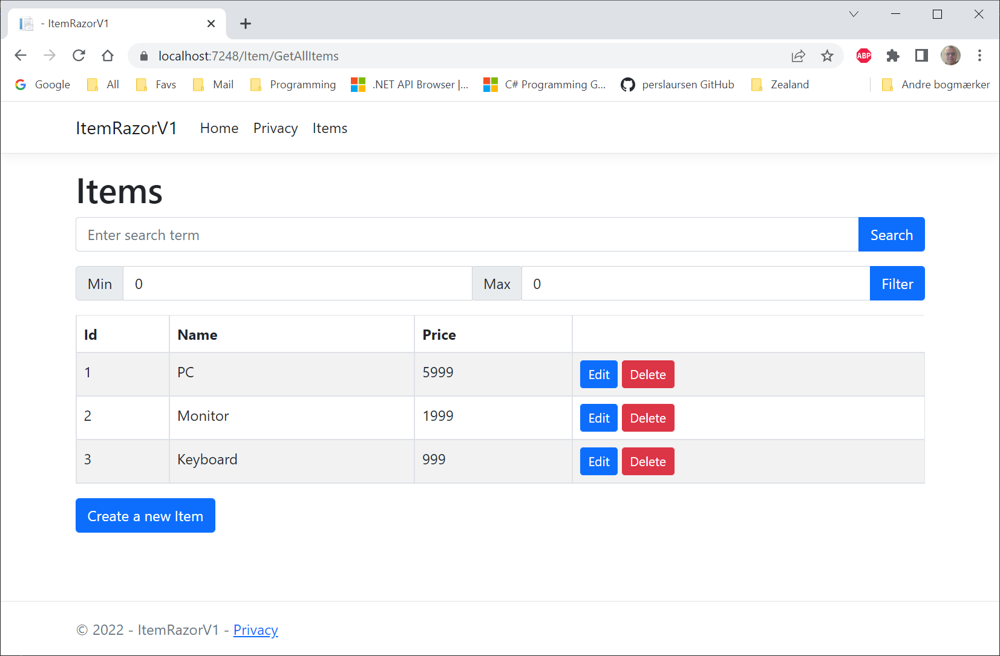 - ItemRazorV1
localhost:7248/Item/GetAllItems
ABP
Google All Favs Mail Programming .NET API Browser |... C# Programming G... perslaursen GitHub Zealand Andre bogmærker
ItemRazorV1 Home Privacy Items
Items
Enter search term Search
Min 0 Max 0 Filter
Id Name Price
1 PC 5999 Edit Delete
2 Monitor 1999 Edit Delete
3 Keyboard 999 Edit Delete
Create a new Item
© 2022 - ItemRazorV1 - Privacy